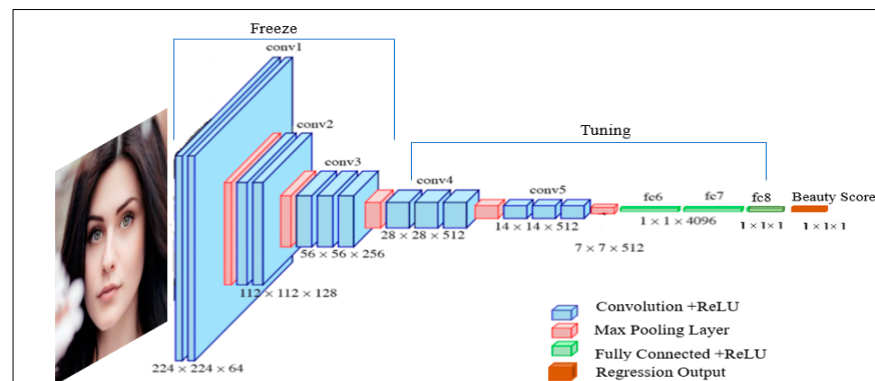 Freeze
conv1
conv2
conv3
Tuning
conv4
conv5
fc6
fc7
fc8
Beauty Score
1 × 1 × 4096
1 × 1 × 1
1 × 1 × 1
28 × 28 × 512
14 × 14 × 512
7 × 7 × 512
56 × 56 × 256
112 × 112 × 128
224 × 224 × 64
Convolution +ReLU
Max Pooling Layer
Fully Connected +ReLU
Regression Output